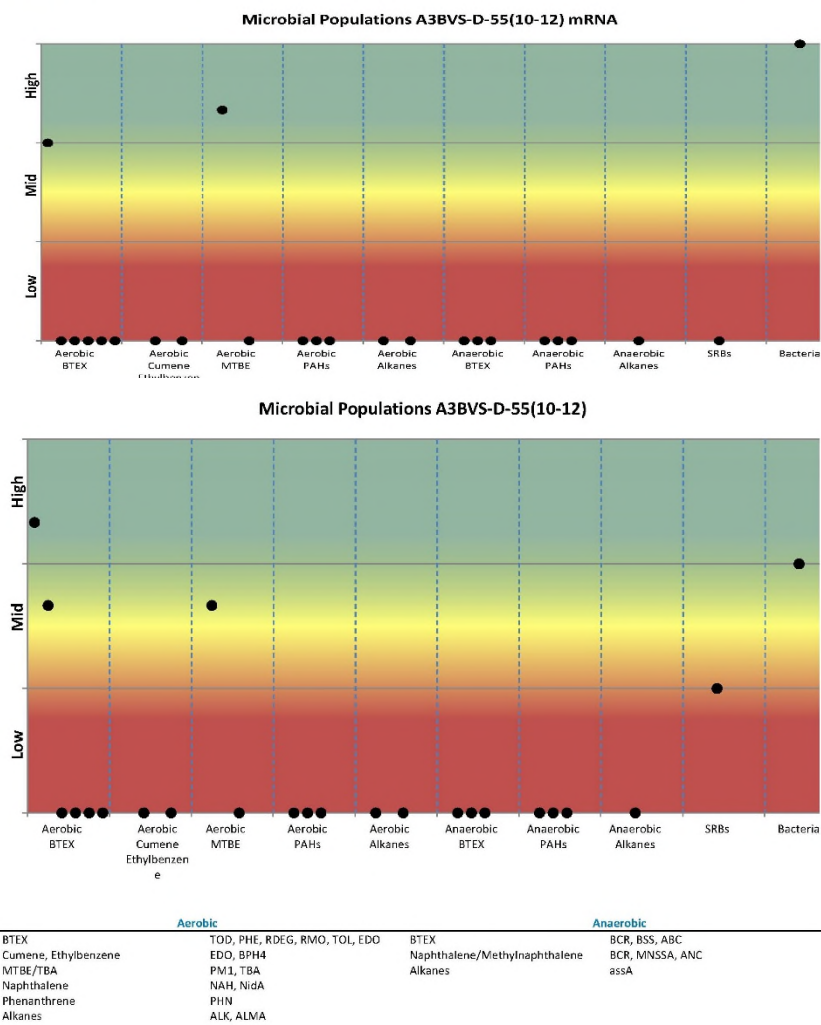 Microbial Populations A3BVS-D-55(10-12) mRNA
High
Mid
Low
Aerobic BTEX
Aerobic Cumene
Aerobic MTBE
Aerobic PAHs
Aerobic Alkanes
Anaerobic BTEX
Anaerobic PAHs
Anaerobic Alkanes
SRBs
Bacteria
Microbial Populations A3BVS-D-55(10-12)
High
Mid
Low
Aerobic BTEX
Aerobic Cumene Ethylbenzen e
Aerobic MTBE
Aerobic PAHs
Aerobic Alkanes
Anaerobic BTEX
Anaerobic PAHs
Anaerobic Alkanes
SRBs
Bacteria
Aerobic Anaerobic
BTEX TOD, PHE, RDEG, RMO, TOL, EDO BTEX BCR, BSS, ABC
Cumene, Ethylbenzene EDO, BPH4 Naphthalene/Methylnaphthalene BCR, MNSSA, ANC
MTBE/TBA PM1, TBA Alkanes assA
Naphthalene NAH, NidA
Phenanthrene PHN
Alkanes ALK, ALMA